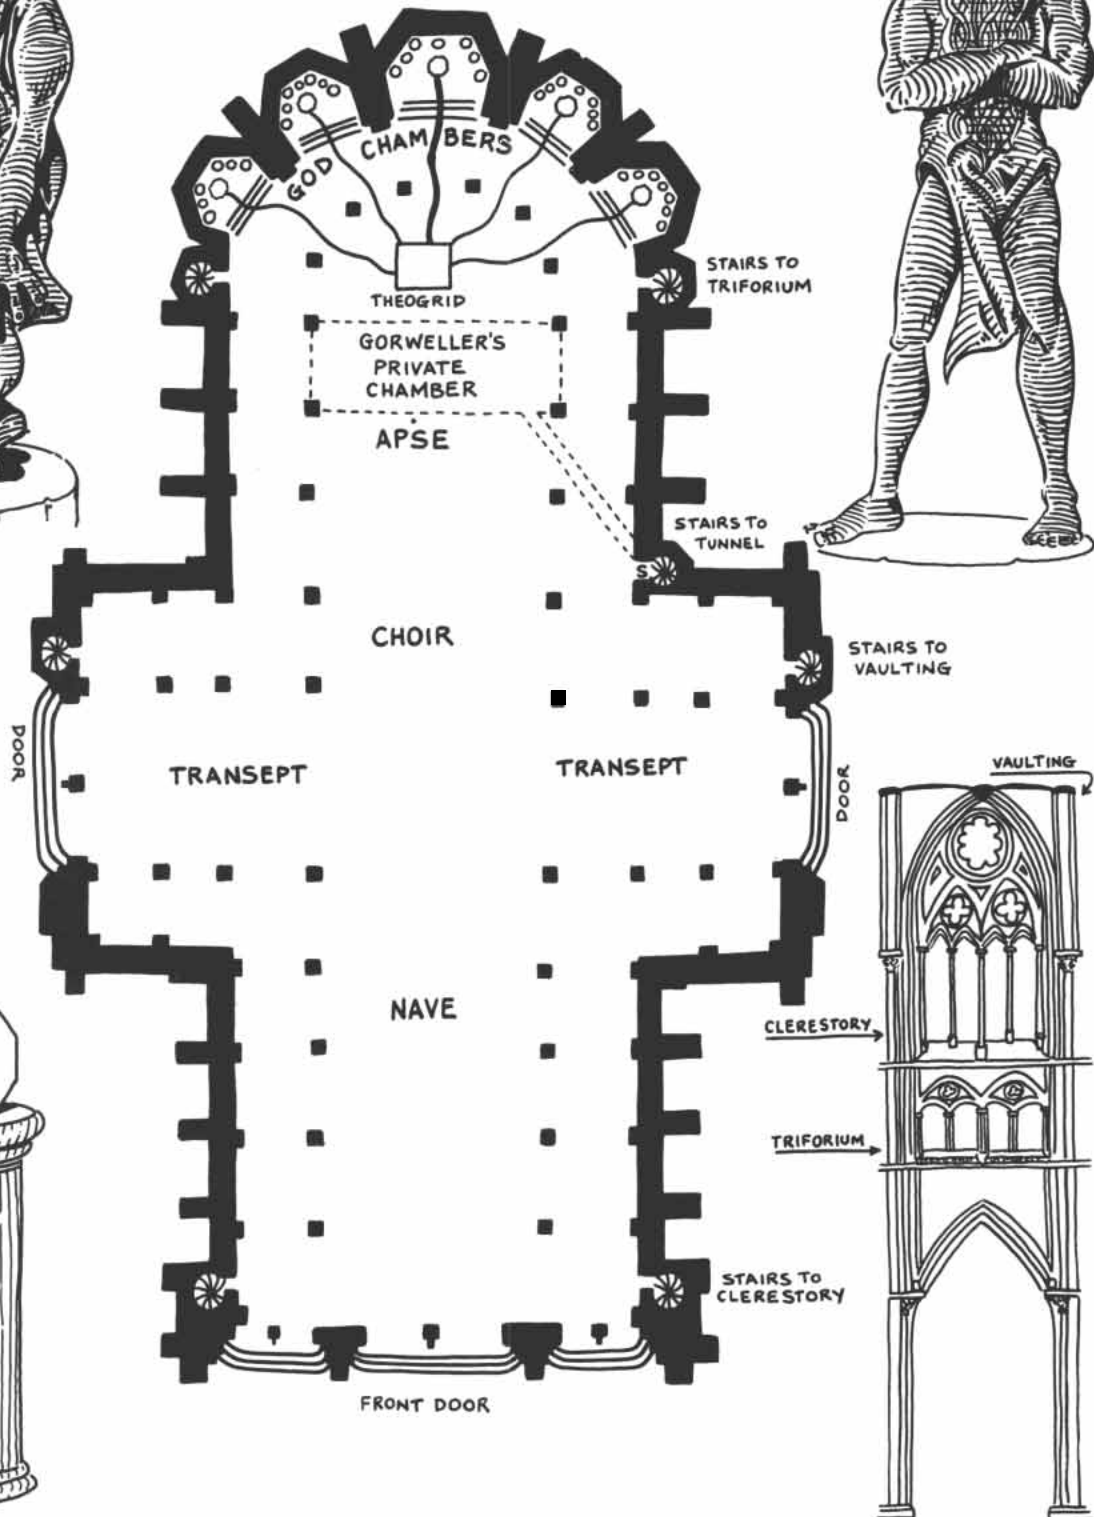 GOD CHAMBERS
STAIRS TO
TRIFORIUM
THEOGRID
GORWELLER'S
PRIVATE
CHAMBER
APSE
STAIRS TO
TUNNEL
S
CHOIR
STAIRS TO
VAULTING
DOOR
TRANSEPT
TRANSEPT
DOOR
VAULTING
NAVE
CLERESTORY
TRIFORIUM
STAIRS TO
CLERESTORY
FRONT DOOR